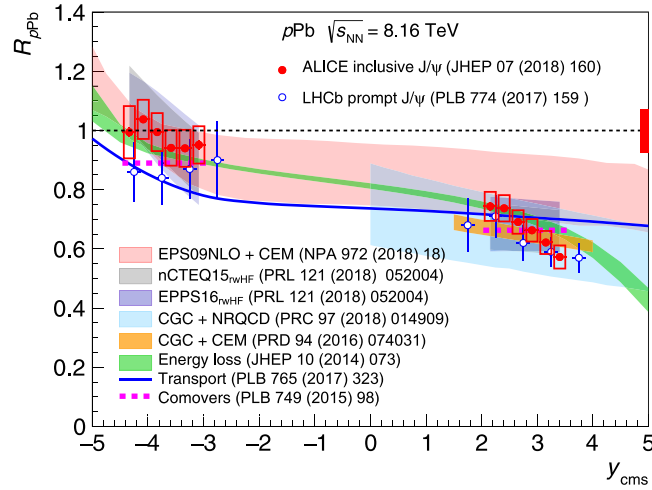 R_pPb
pPb √s_NN = 8.16 TeV
ALICE inclusive J/ψ (JHEP 07 (2018) 160)
LHCb prompt J/ψ (PLB 774 (2017) 159 )
EPS09NLO + CEM (NPA 972 (2018) 18)
nCTEQ15_rwHF (PRL 121 (2018) 052004)
EPPS16_rwHF (PRL 121 (2018) 052004)
CGC + NRQCD (PRC 97 (2018) 014909)
CGC + CEM (PRD 94 (2016) 074031)
Energy loss (JHEP 10 (2014) 073)
Transport (PLB 765 (2017) 323)
Comovers (PLB 749 (2015) 98)
1.4
1.2
1
0.8
0.6
0.4
0.2
0
−5 −4 −3 −2 −1 0 1 2 3 4 5
y_cms